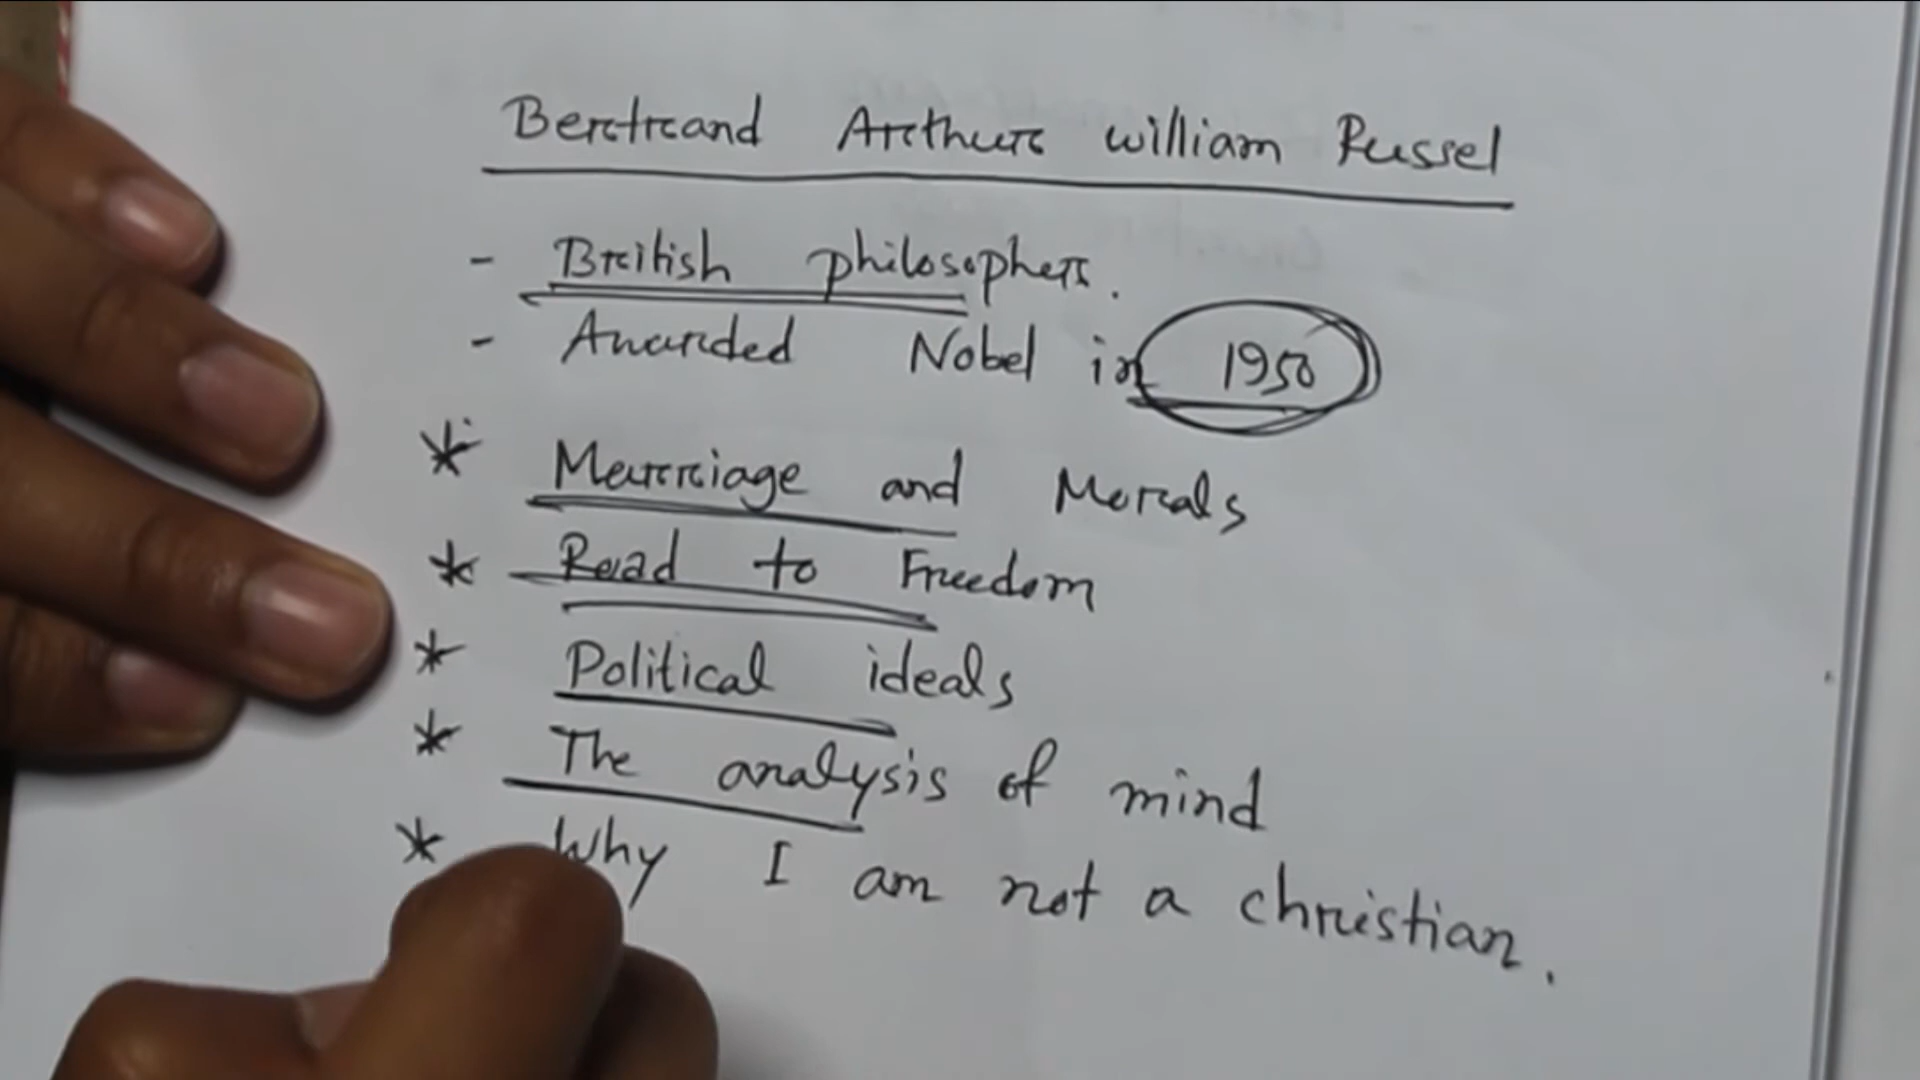 Bertrand Arthur william Russel
- British philosopher.
- Awarded Nobel in 1950
* Marriage and Morals
* Road to Freedom
* Political ideals
* The analysis of mind
* Why I am not a christian.